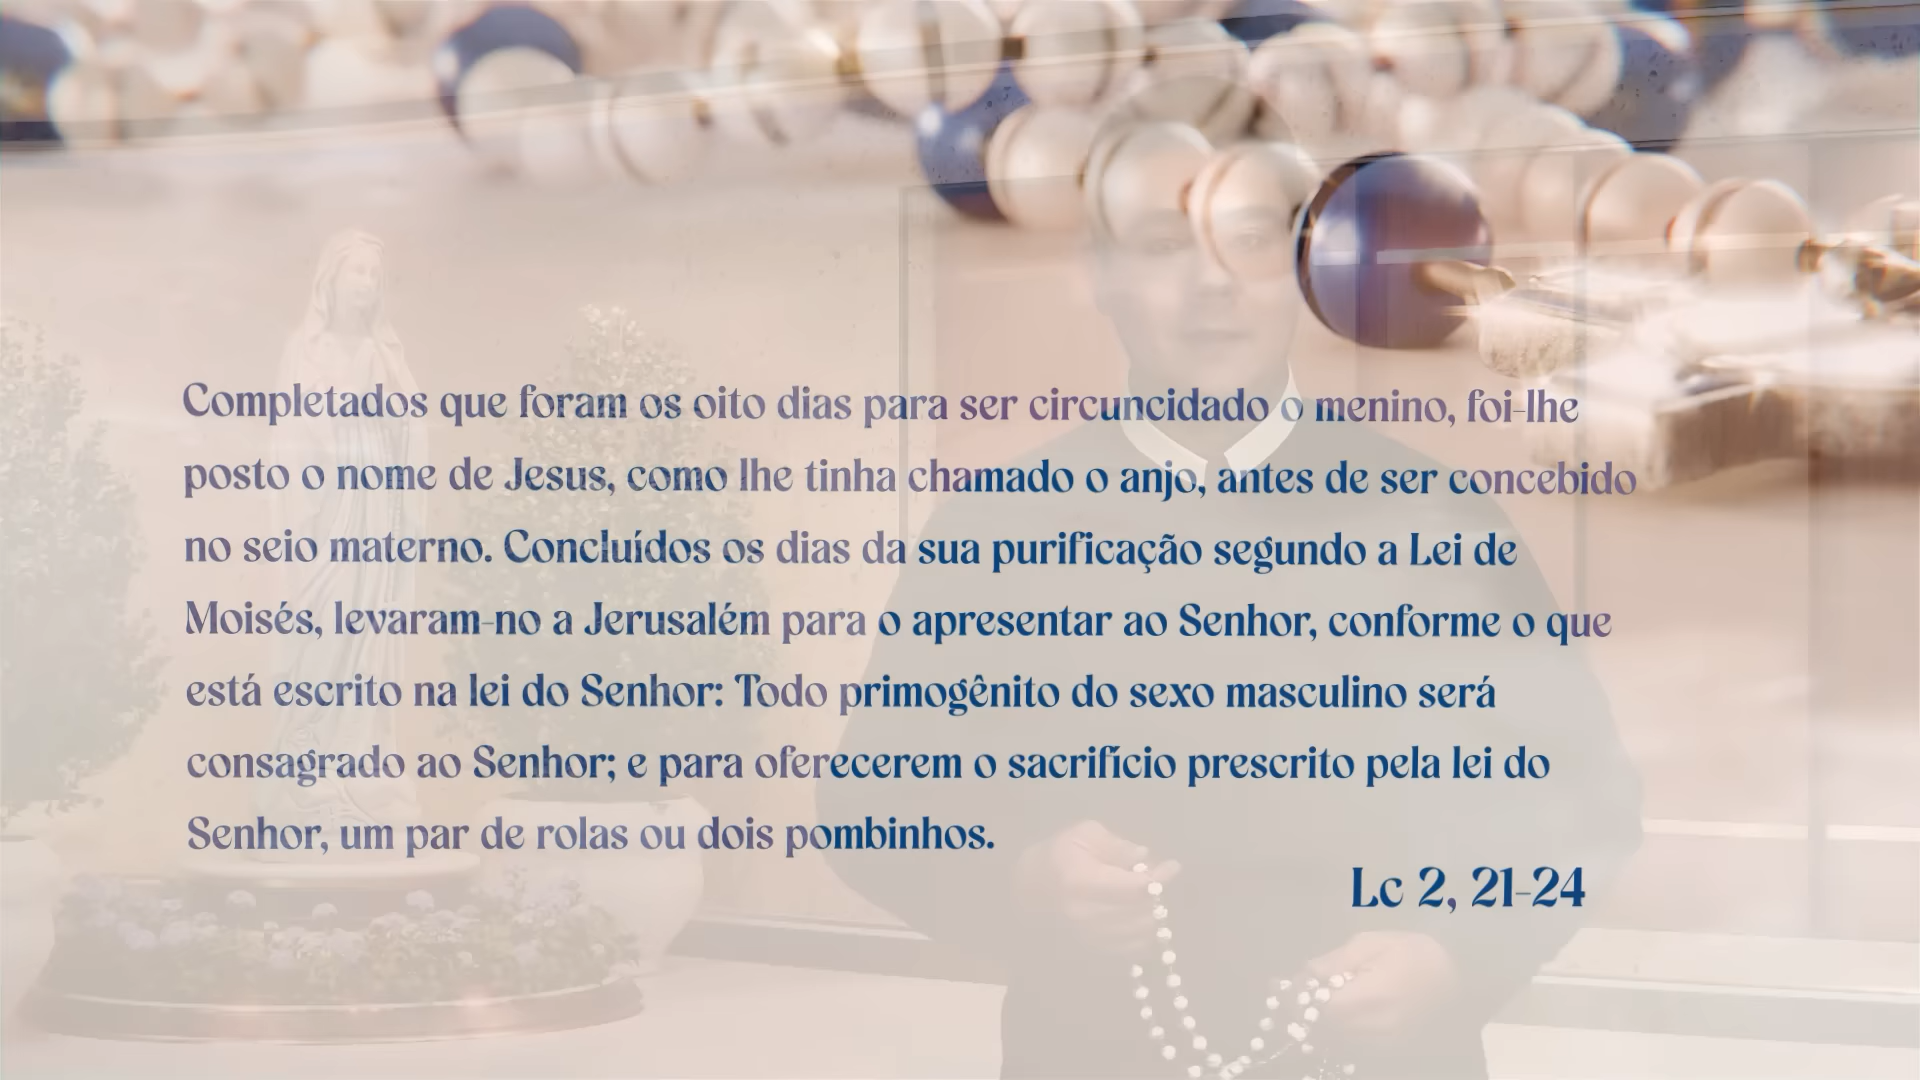 Completados que foram os oito dias para ser circuncidado o menino, foi-lhe
posto o nome de Jesus, como lhe tinha chamado o anjo, antes de ser concebido
no seio materno. Concluídos os dias da sua purificação segundo a Lei de
Moisés, levaram-no a Jerusalém para o apresentar ao Senhor, conforme o que
está escrito na lei do Senhor: Todo primogênito do sexo masculino será
consagrado ao Senhor; e para oferecerem o sacrifício prescrito pela lei do
Senhor, um par de rolas ou dois pombinhos.
Lc 2, 21-24